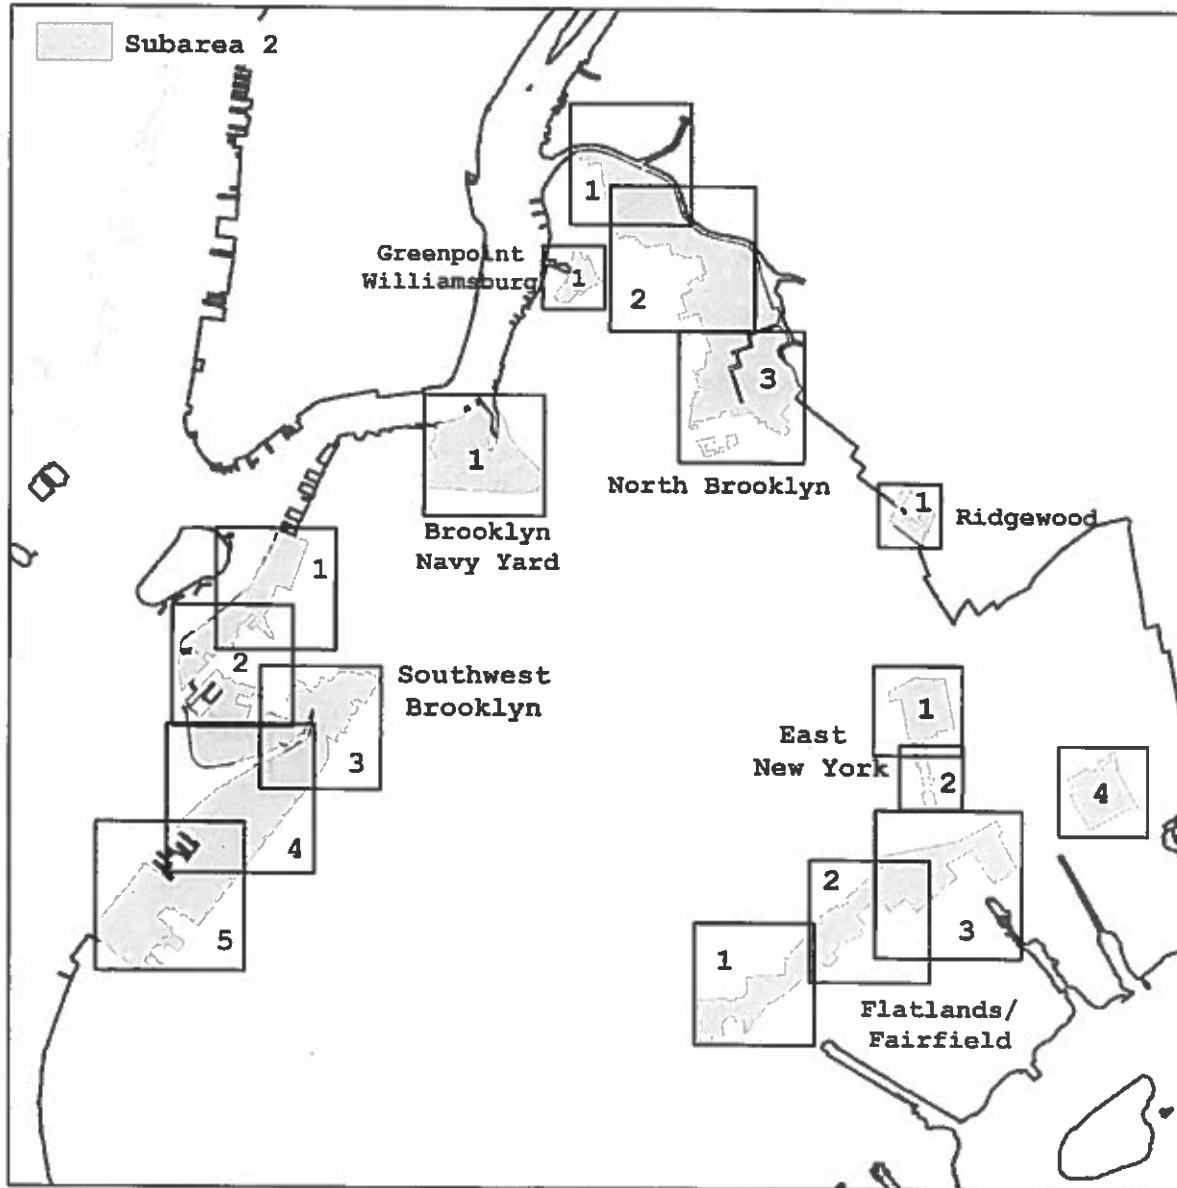 Subarea 2
1
Greenpoint
Williamsburg
1
2
3
1
North Brooklyn
Brooklyn
Navy Yard
1
Ridgewood
1
2
Southwest
Brooklyn
3
4
5
1
East
New York
2
4
2
3
1
Flatlands/
Fairfield